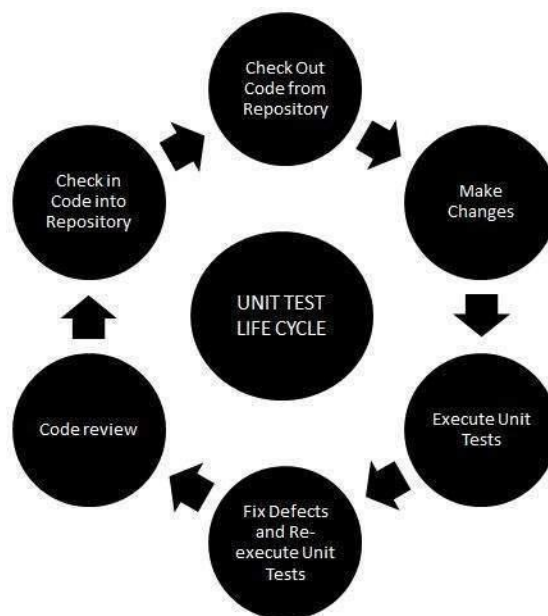 Check Out
Code from
Repository
Make
Changes
Execute Unit
Tests
Fix Defects
and Re-
execute Unit
Tests
Code review
Check in
Code into
Repository
UNIT TEST
LIFE CYCLE